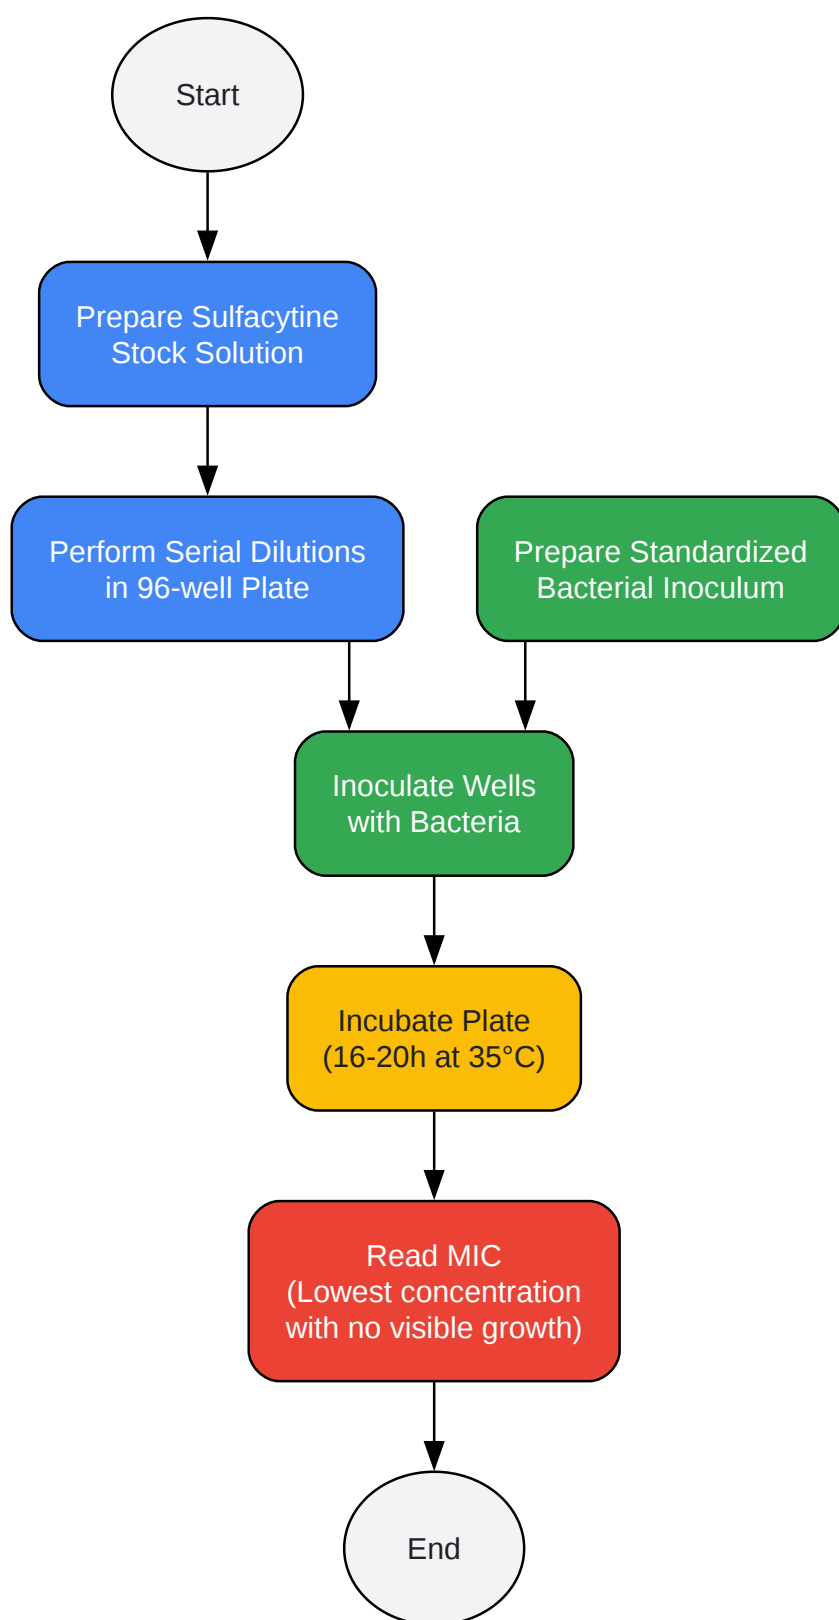 Start
Prepare Sulfacytine
Stock Solution
Perform Serial Dilutions
in 96-well Plate
Prepare Standardized
Bacterial Inoculum
Inoculate Wells
with Bacteria
Incubate Plate
(16-20h at 35°C)
Read MIC
(Lowest concentration
with no visible growth)
End